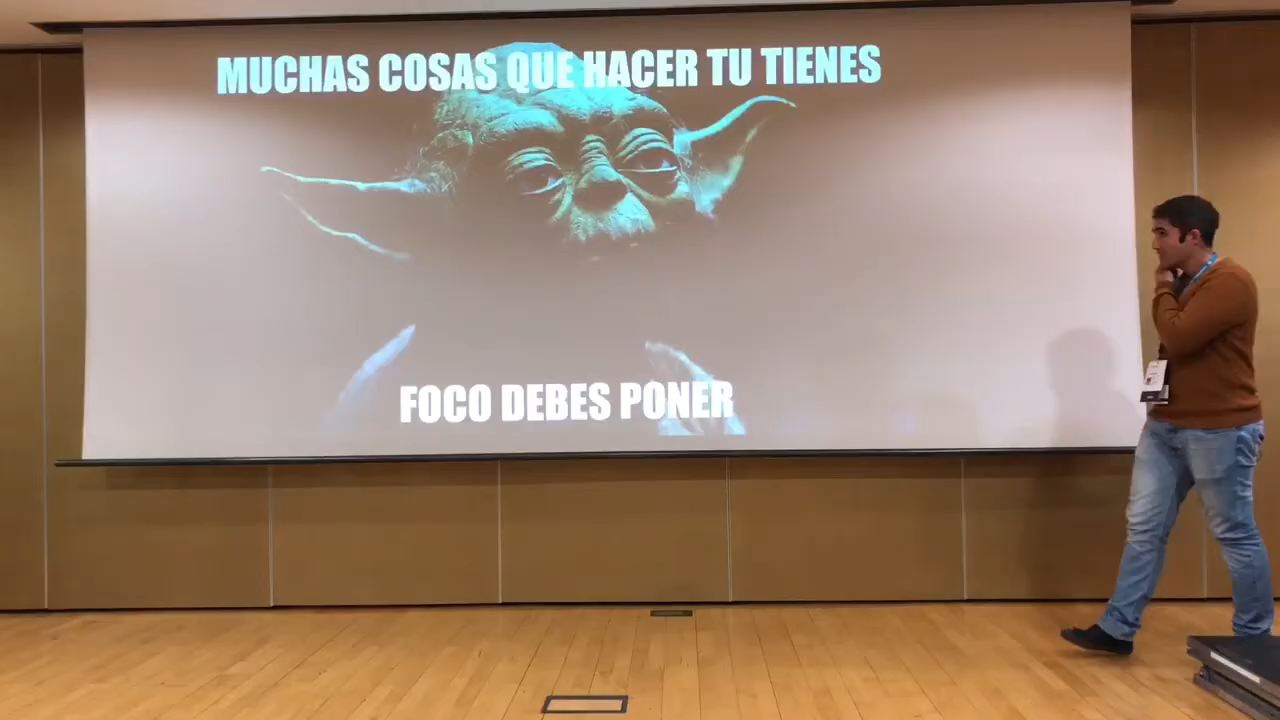 MUCHAS COSAS QUE HACER TU TIENES
FOCO DEBES PONER